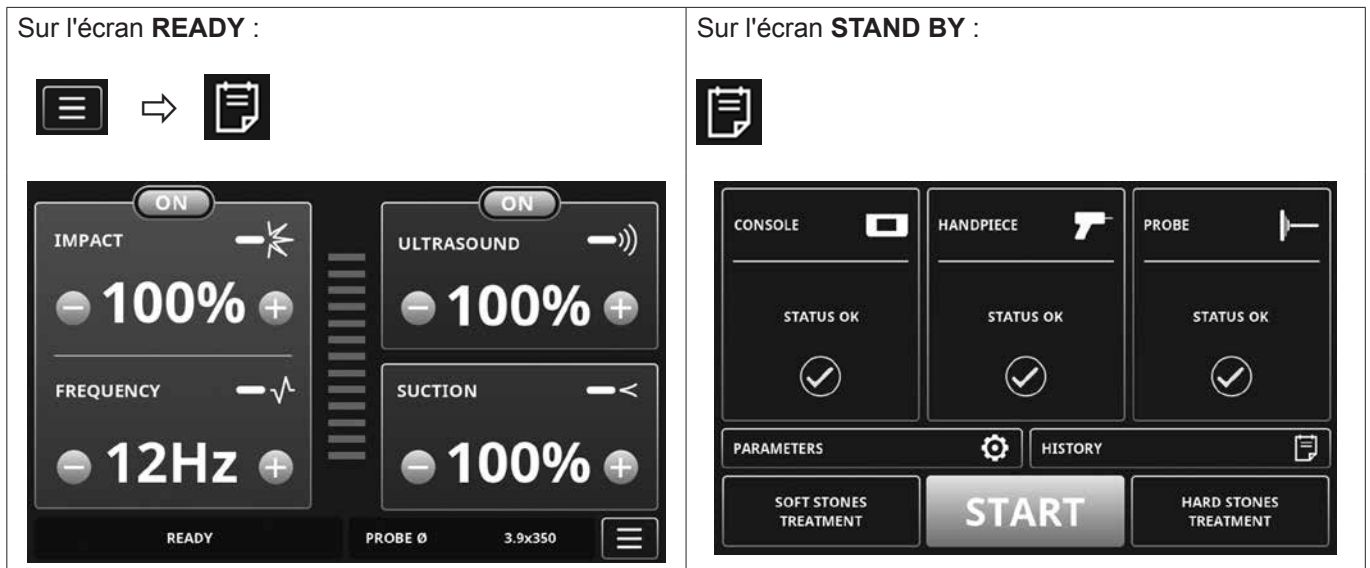 Sur l'écran READY :
Sur l'écran STAND BY :
ON
IMPACT
100%
FREQUENCY
12Hz
ON
ULTRASOUND
100%
SUCTION
100%
READY
PROBE Ø 3.9x350
CONSOLE
STATUS OK
HANDPIECE
STATUS OK
PROBE
STATUS OK
PARAMETERS
HISTORY
SOFT STONES
TREATMENT
START
HARD STONES
TREATMENT